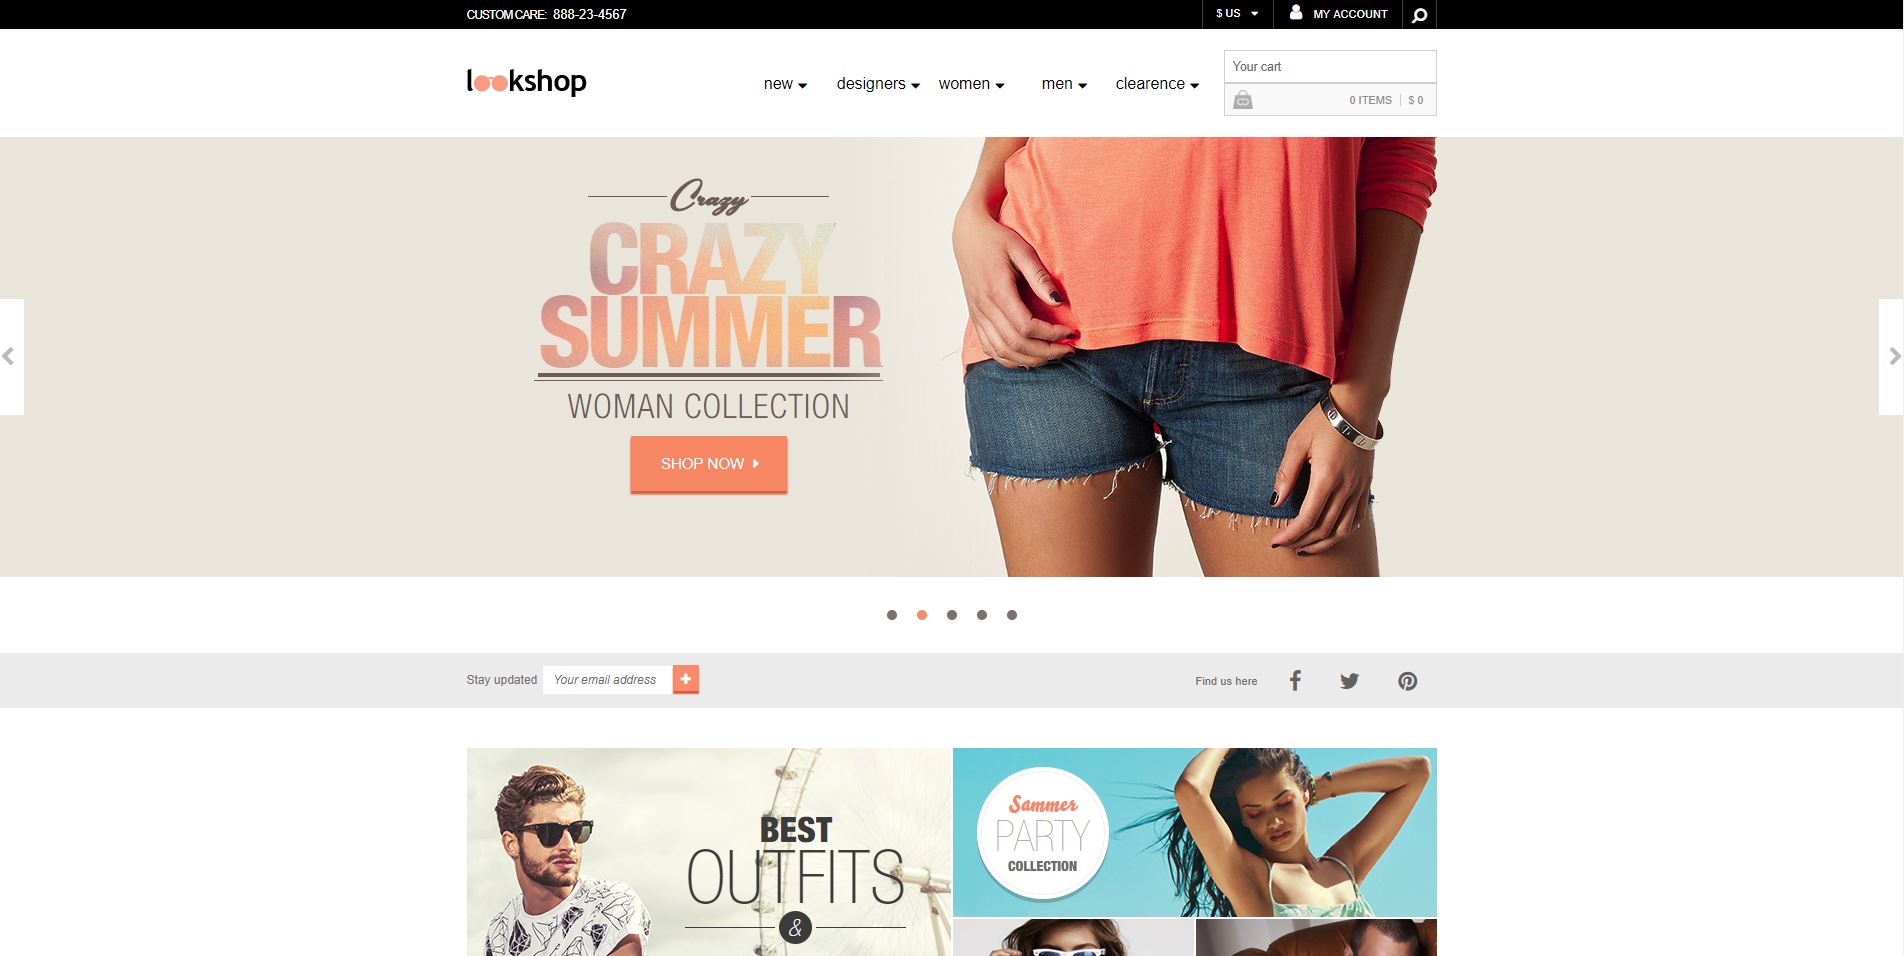 CUSTOM CARE: 888-23-4567
$ US
MY ACCOUNT
lookshop
new
designers
women
men
clearence
Your cart
0 ITEMS | $ 0
Crazy
CRAZY
SUMMER
WOMAN COLLECTION
SHOP NOW
Stay updated
Your email address
Find us here
BEST
OUTFITS
&
Sammer
PARTY
COLLECTION